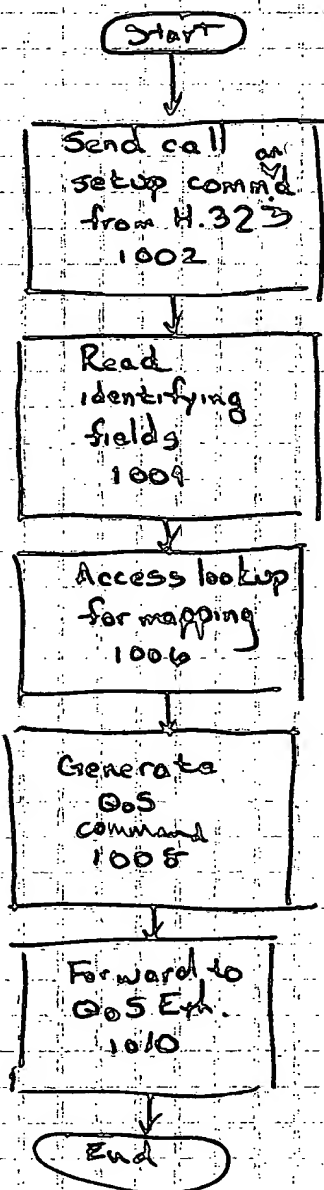 Start
Send call
setup command
from H.323
1002
Read
identifying
fields
1004
Access lookup
for mapping
1006
Generate
QoS
command
1008
Forward to
QoS Eth.
1010
End